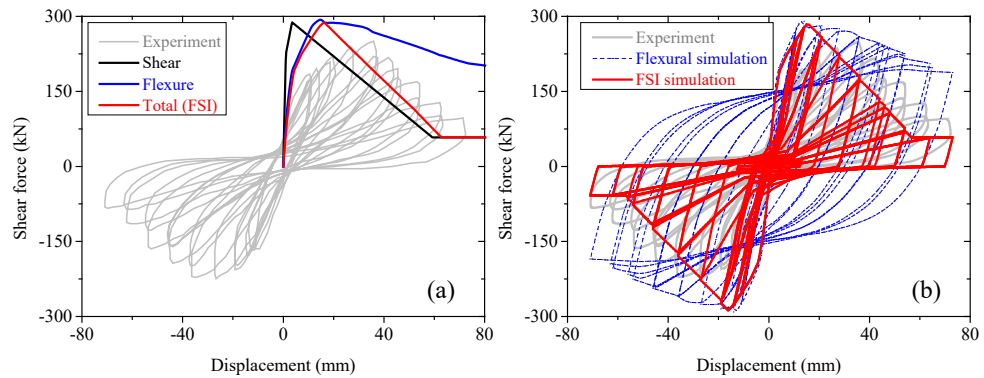 300
150
0
-150
-300
Shear force (kN)
Experiment
Shear
Flexure
Total (FSI)
(a)
-80 -40 0 40 80
Displacement (mm)
300
150
0
-150
-300
Shear force (kN)
Experiment
Flexural simulation
FSI simulation
(b)
-80 -40 0 40 80
Displacement (mm)